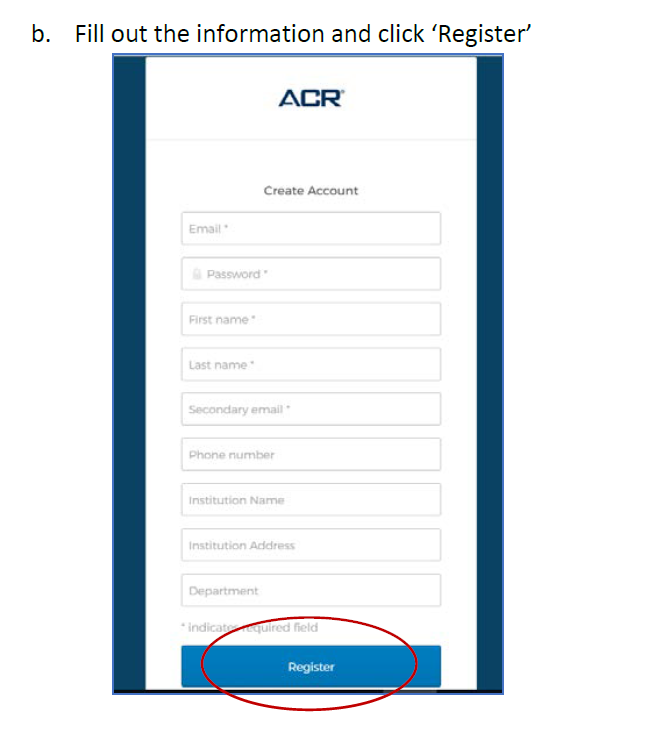 b. Fill out the information and click ‘Register’
ACR®
Create Account
Email *
Password *
First name *
Last name *
Secondary email *
Phone number
Institution Name
Institution Address
Department
* indicates required field
Register